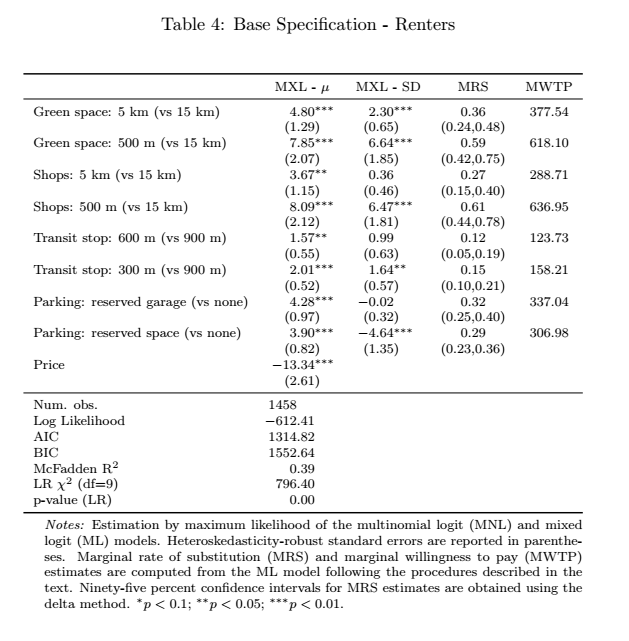 Table 4: Base Specification - Renters
MXL - μ MXL - SD MRS MWTP
Green space: 5 km (vs 15 km) 4.80*** 2.30*** 0.36 377.54
(1.29) (0.65) (0.24,0.48)
Green space: 500 m (vs 15 km) 7.85*** 6.64*** 0.59 618.10
(2.07) (1.85) (0.42,0.75)
Shops: 5 km (vs 15 km) 3.67** 0.36 0.27 288.71
(1.15) (0.46) (0.15,0.40)
Shops: 500 m (vs 15 km) 8.09*** 6.47*** 0.61 636.95
(2.12) (1.81) (0.44,0.78)
Transit stop: 600 m (vs 900 m) 1.57** 0.99 0.12 123.73
(0.55) (0.63) (0.05,0.19)
Transit stop: 300 m (vs 900 m) 2.01*** 1.64** 0.15 158.21
(0.52) (0.57) (0.10,0.21)
Parking: reserved garage (vs none) 4.28*** −0.02 0.32 337.04
(0.97) (0.32) (0.25,0.40)
Parking: reserved space (vs none) 3.90*** −4.64*** 0.29 306.98
(0.82) (1.35) (0.23,0.36)
Price −13.34***
(2.61)
Num. obs. 1458
Log Likelihood −612.41
AIC 1314.82
BIC 1552.64
McFadden R² 0.39
LR χ² (df=9) 796.40
p-value (LR) 0.00
Notes: Estimation by maximum likelihood of the multinomial logit (MNL) and mixed
logit (ML) models. Heteroskedasticity-robust standard errors are reported in parenthe-
ses. Marginal rate of substitution (MRS) and marginal willingness to pay (MWTP)
estimates are computed from the ML model following the procedures described in the
text. Ninety-five percent confidence intervals for MRS estimates are obtained using the
delta method. *p < 0.1; **p < 0.05; ***p < 0.01.